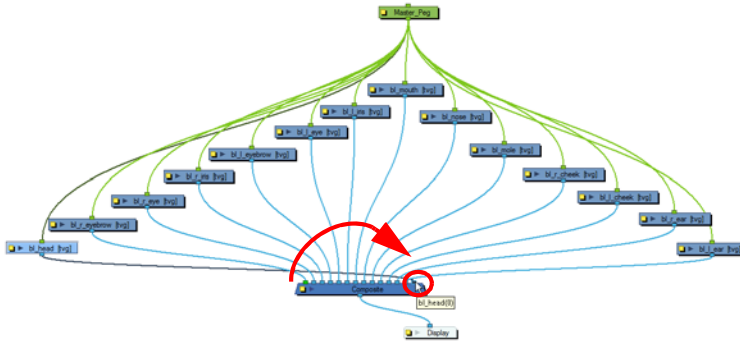 Master_Peg
bl_mouth [tvg]
bl_l_iris [tvg]
bl_nose [tvg]
bl_l_eye [tvg]
bl_l_eyebrow [tvg]
bl_mole [tvg]
bl_r_iris [tvg]
bl_r_cheek [tvg]
bl_r_eye [tvg]
bl_l_cheek [tvg]
bl_r_eyebrow [tvg]
bl_r_ear [tvg]
bl_head [tvg]
bl_l_ear [tvg]
Composite
bl_head(0)
Display